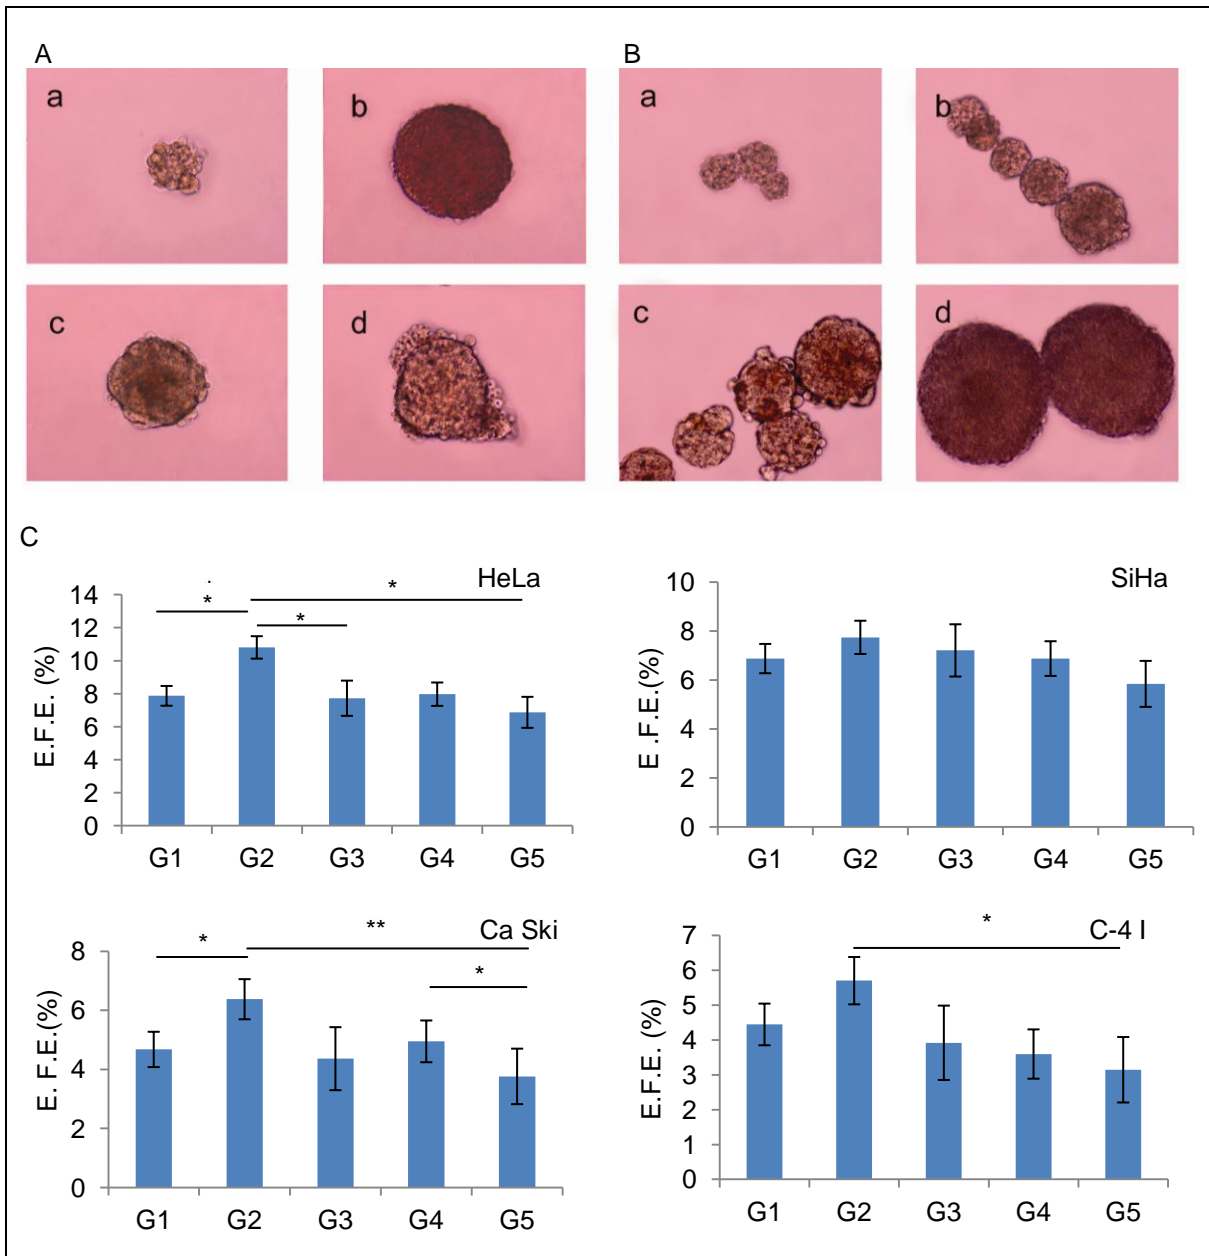 A
B
a
b
a
b
c
d
c
d
C
HeLa
.
*
*
*
14
12
10
8
6
4
2
0
E.F.E. (%)
G1 G2 G3 G4 G5
SiHa
10
8
6
4
2
0
E .F.E.(%)
G1 G2 G3 G4 G5
Ca Ski
*
**
*
8
6
4
2
0
E. F.E.(%)
G1 G2 G3 G4 G5
C-4 I
*
7
6
5
4
3
2
1
0
E.F.E. (%)
G1 G2 G3 G4 G5